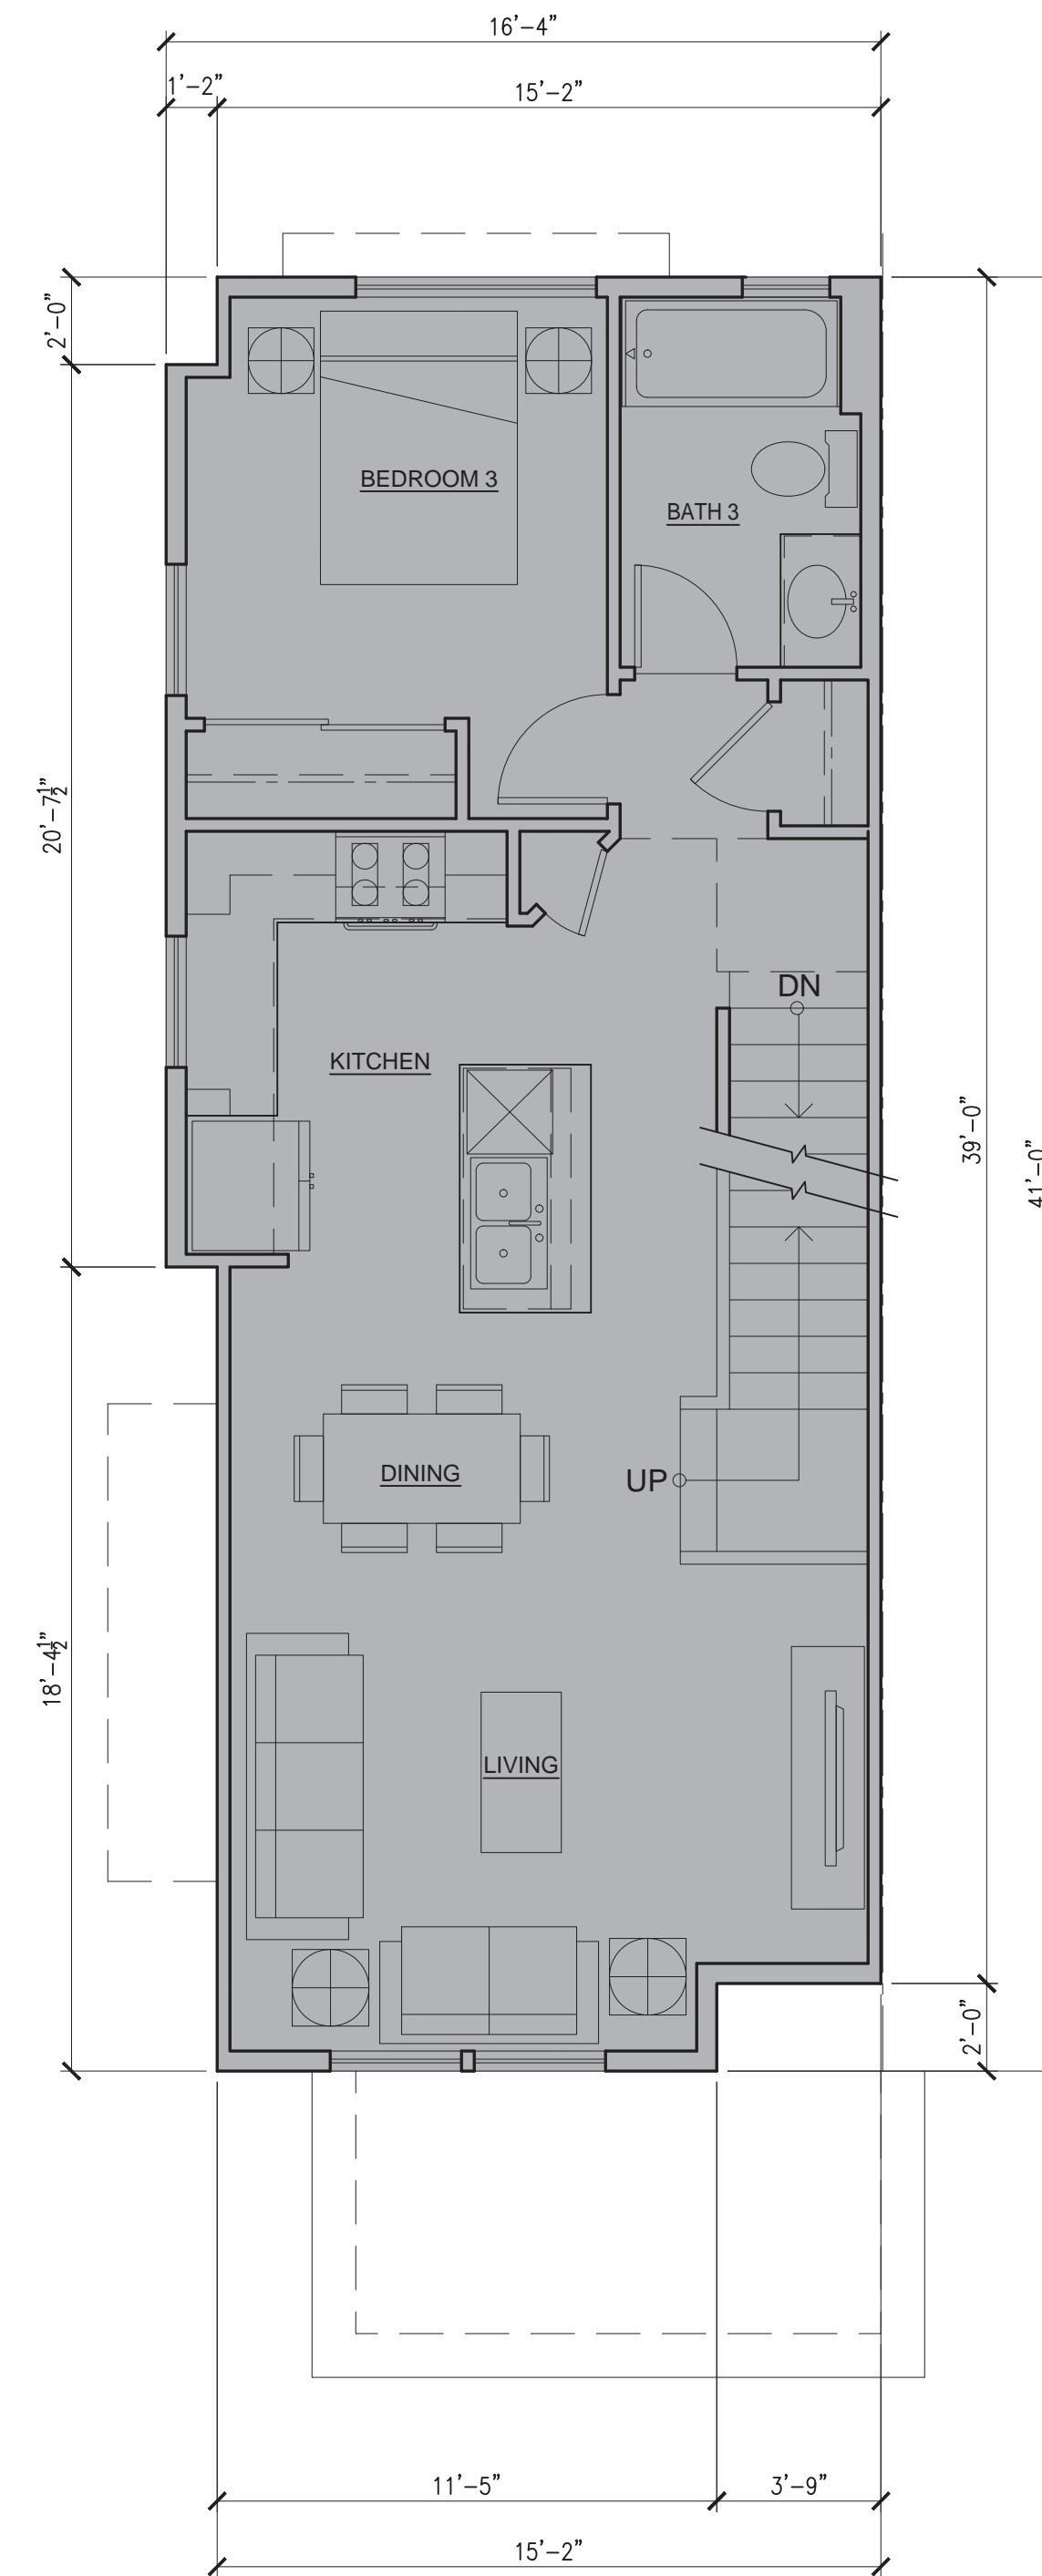 16'-4"
1'-2"
15'-2"
2'-0"
BEDROOM 3
BATH 3
20'-7½"
DN
KITCHEN
39'-0"
41'-0"
DINING
UP
18'-4½"
LIVING
2'-0"
11'-5"
3'-9"
15'-2"